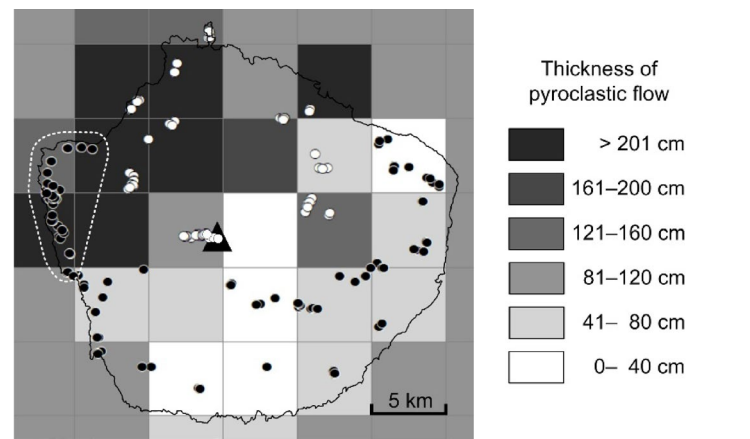 Thickness of
pyroclastic flow
> 201 cm
161–200 cm
121–160 cm
81–120 cm
41– 80 cm
0– 40 cm
5 km